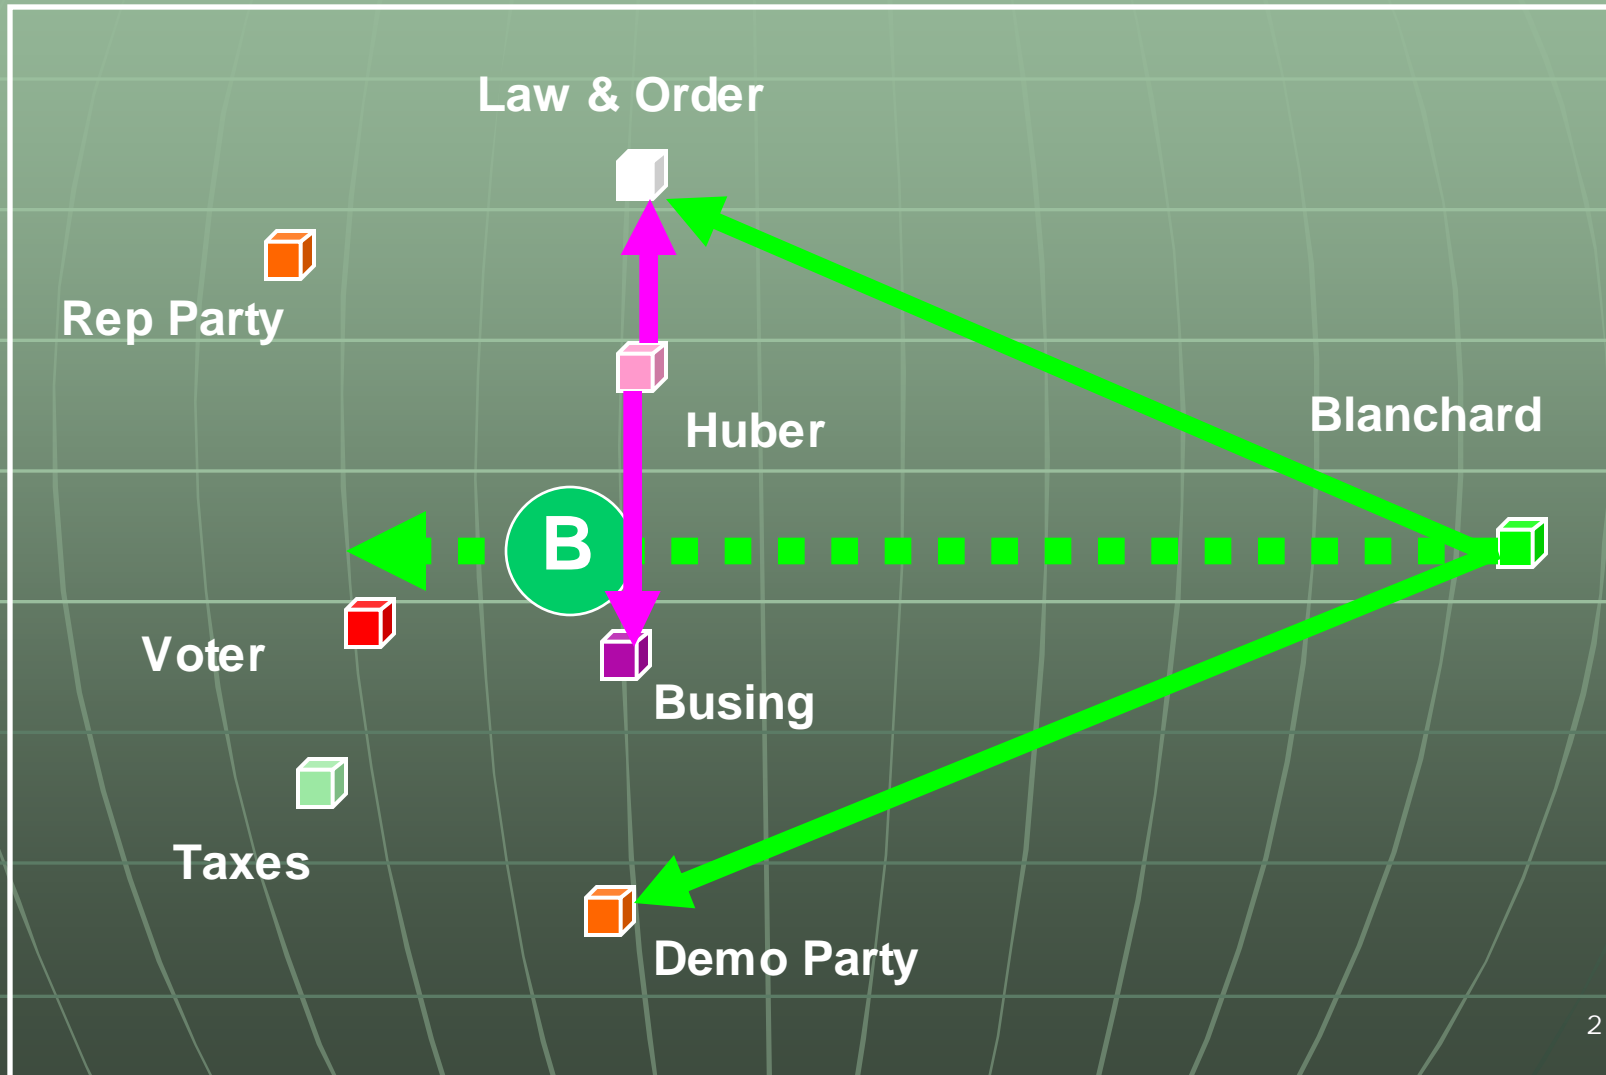 Law & Order
Rep Party
Huber
Blanchard
B
Voter
Busing
Taxes
Demo Party
2